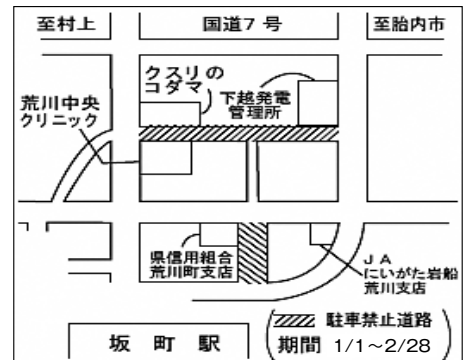 至村上
国道7号
至胎内市
クスリの
コダマ
下越発電
管理所
荒川中央
クリニック
県信用組合
荒川町支店
JA
にいがた岩船
荒川支店
坂町駅
駐車禁止道路
期間 1/1~2/28